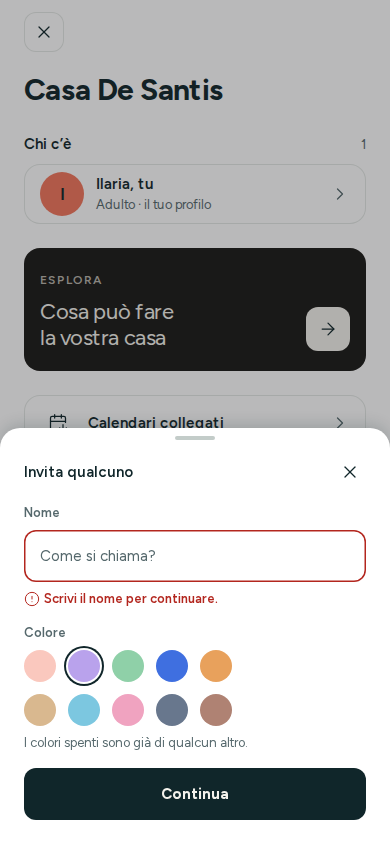 Casa De Santis
Chi c’è
1
I
Ilaria, tu
Adulto · il tuo profilo
ESPLORA
Cosa può fare
la vostra casa
Calendari collegati
Invita qualcuno
Nome
Come si chiama?
Scrivi il nome per continuare.
Colore
I colori spenti sono già di qualcun altro.
Continua